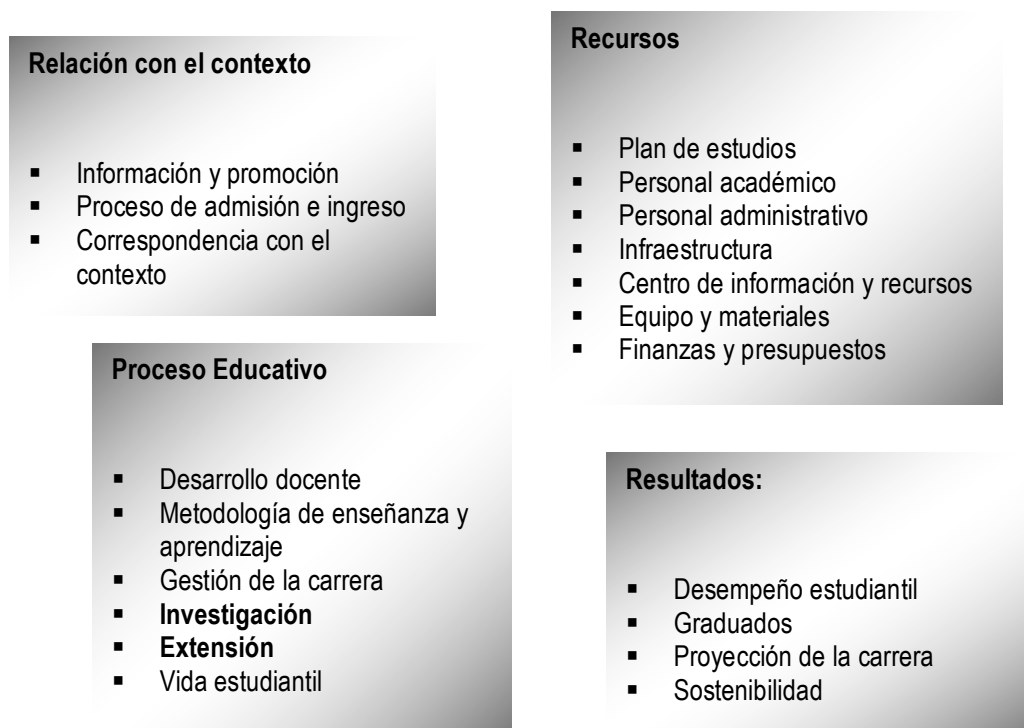 Relación con el contexto
▪ Información y promoción
▪ Proceso de admisión e ingreso
▪ Correspondencia con el
contexto
Recursos
▪ Plan de estudios
▪ Personal académico
▪ Personal administrativo
▪ Infraestructura
▪ Centro de información y recursos
▪ Equipo y materiales
▪ Finanzas y presupuestos
Proceso Educativo
▪ Desarrollo docente
▪ Metodología de enseñanza y
aprendizaje
▪ Gestión de la carrera
▪ Investigación
▪ Extensión
▪ Vida estudiantil
Resultados:
▪ Desempeño estudiantil
▪ Graduados
▪ Proyección de la carrera
▪ Sostenibilidad